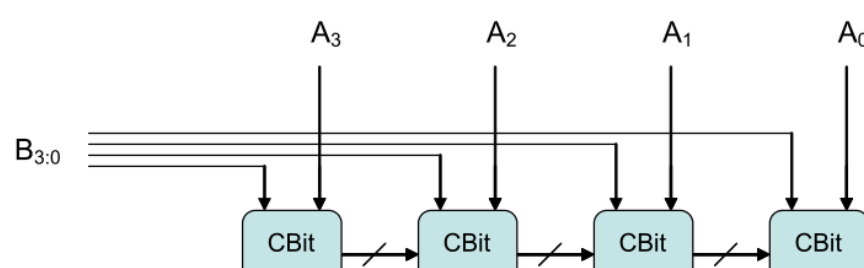 A₃ A₂ A₁ A₀
B₃:₀
CBit CBit CBit CBit